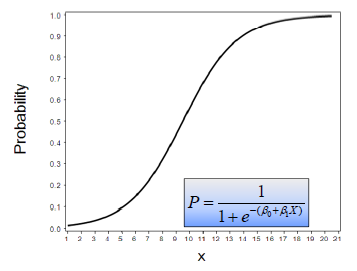 1.0
0.9
0.8
0.7
0.6
0.5
0.4
0.3
0.2
0.1
0.0
Probability
P = 1 / (1 + e^{-(β₀+β₁X)})
1 2 3 4 5 6 7 8 9 10 11 12 13 14 15 16 17 18 19 20 21
x